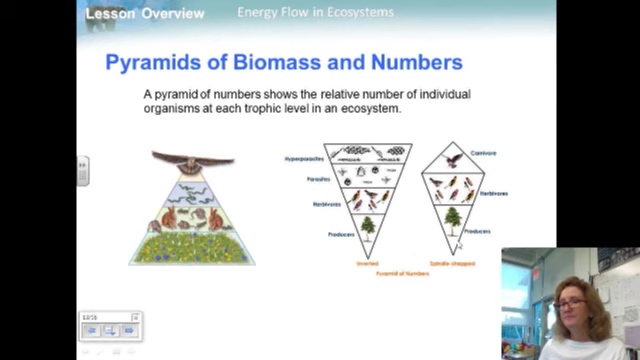 Lesson Overview
Energy Flow in Ecosystems
Pyramids of Biomass and Numbers
A pyramid of numbers shows the relative number of individual
organisms at each trophic level in an ecosystem.
Hyperparasites
Parasites
Herbivores
Producers
Inverted
Carnivore
Herbivores
Producers
Spindle-shapped
Pyramid of Numbers